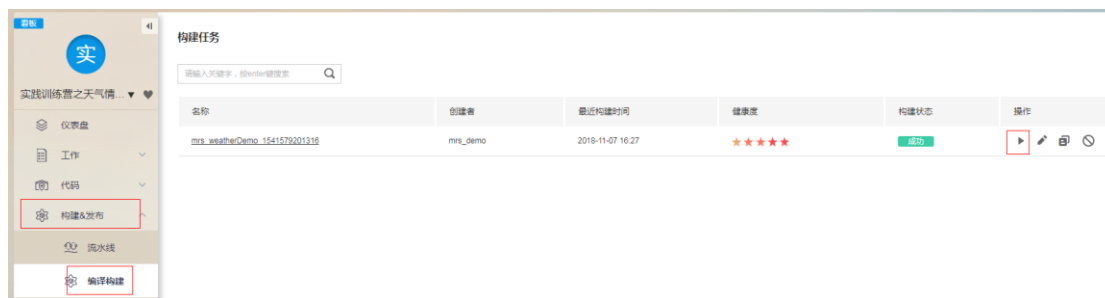 看板
实
实践训练营之天气情...
仪表盘
工作
代码
构建&发布
流水线
编译构建
构建任务
请输入关键字，按enter键搜索
名称 创建者 最近构建时间 健康度 构建状态 操作
mrs_weatherDemo_1541579201316 mrs_demo 2018-11-07 16:27 成功